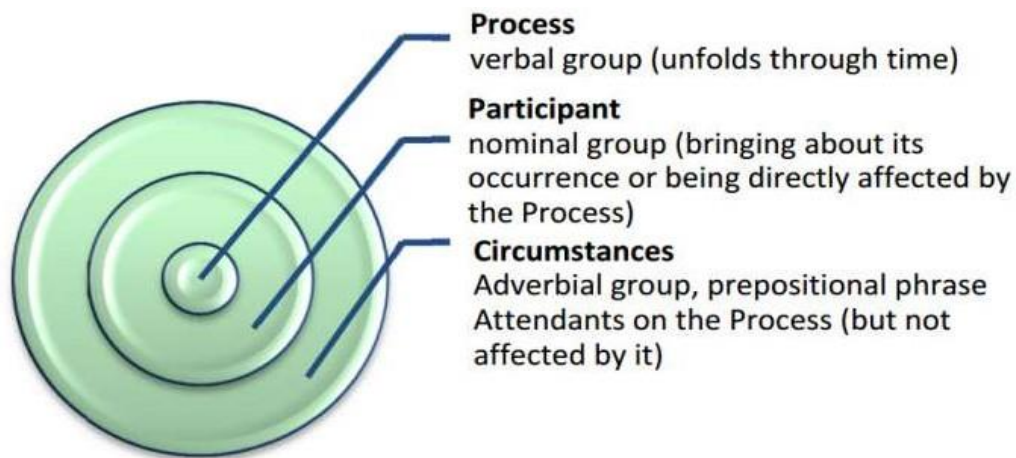 Process
verbal group (unfolds through time)
Participant
nominal group (bringing about its
occurrence or being directly affected by
the Process)
Circumstances
Adverbial group, prepositional phrase
Attendants on the Process (but not
affected by it)